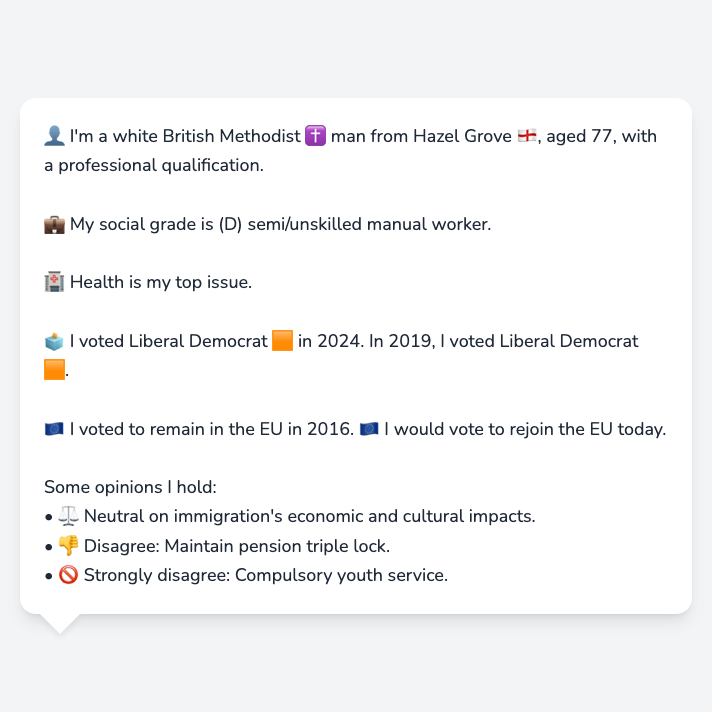 👤 I'm a white British Methodist ✝️ man from Hazel Grove 🏴󠁧󠁢󠁥󠁮󠁧󠁿, aged 77, with
a professional qualification.
💼 My social grade is (D) semi/unskilled manual worker.
🏥 Health is my top issue.
🗳️ I voted Liberal Democrat 🟧 in 2024. In 2019, I voted Liberal Democrat
🟧.
🇪🇺 I voted to remain in the EU in 2016. 🇪🇺 I would vote to rejoin the EU today.
Some opinions I hold:
• ⚖️ Neutral on immigration's economic and cultural impacts.
• 👎 Disagree: Maintain pension triple lock.
• 🚫 Strongly disagree: Compulsory youth service.